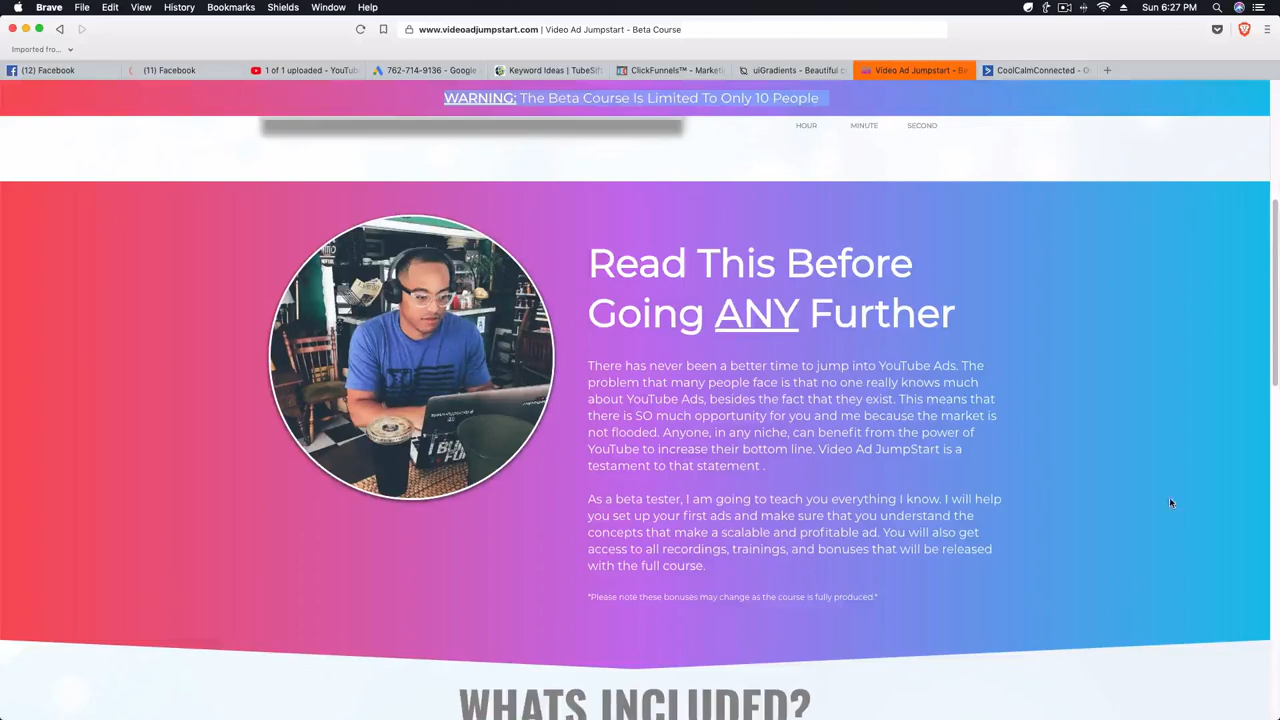 Brave File Edit View History Bookmarks Shields Window Help Sun 6:27 PM
www.videoadjumpstart.com | Video Ad Jumpstart - Beta Course
Imported fro...
(12) Facebook (11) Facebook 1 of 1 uploaded - YouTu 762-714-9136 - Google Keyword Ideas | TubeSif ClickFunnels™ - Marketi uiGradients - Beautiful c Video Ad Jumpstart - Be CoolCalmConnected - O
WARNING: The Beta Course Is Limited To Only 10 People
HOUR MINUTE SECOND
Read This Before
Going ANY Further
There has never been a better time to jump into YouTube Ads. The
problem that many people face is that no one really knows much
about YouTube Ads, besides the fact that they exist. This means that
there is SO much opportunity for you and me because the market is
not flooded. Anyone, in any niche, can benefit from the power of
YouTube to increase their bottom line. Video Ad JumpStart is a
testament to that statement .
As a beta tester, I am going to teach you everything I know. I will help
you set up your first ads and make sure that you understand the
concepts that make a scalable and profitable ad. You will also get
access to all recordings, trainings, and bonuses that will be released
with the full course.
*Please note these bonuses may change as the course is fully produced.*
WHATS INCLUDED?